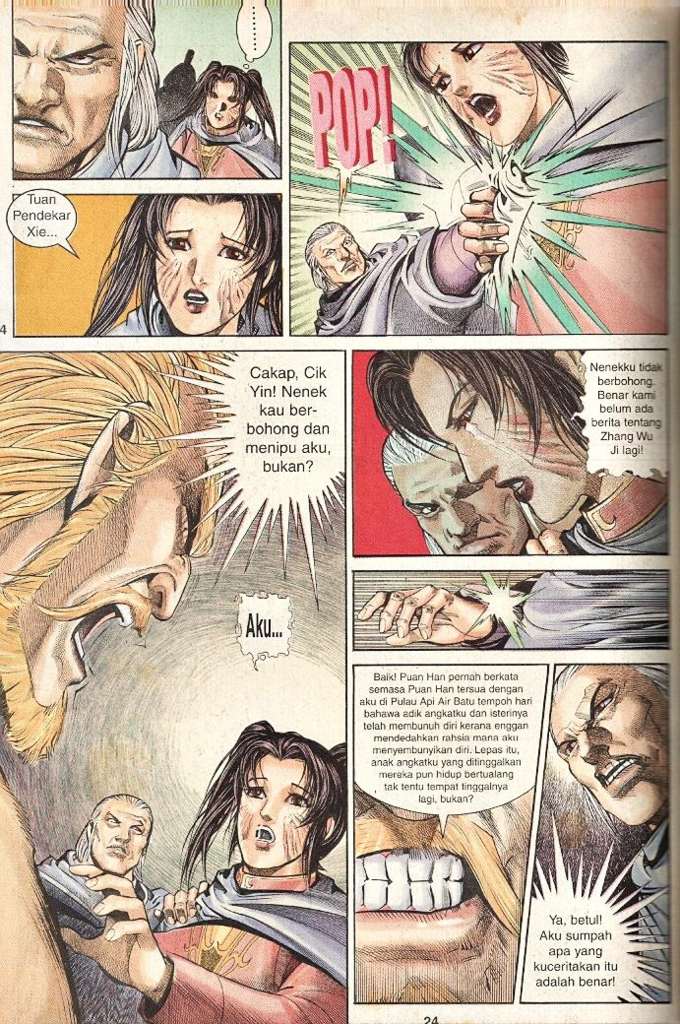 ..........
POP!
Tuan
Pendekar
Xie...
4
Cakap, Cik
Yin! Nenek
kau ber-
bohong dan
menipu aku,
bukan?
Aku...
Nenekku tidak
berbohong.
Benar kami
belum ada
berita tentang
Zhang Wu
Ji lagi!
Baik! Puan Han pernah berkata
semasa Puan Han tersua dengan
aku di Pulau Api Air Batu tempoh hari
bahawa adik angkatku dan isterinya
telah membunuh diri kerana enggan
mendedahkan rahsia mana aku
menyembunyikan diri. Lepas itu,
anak angkatku yang ditinggalkan
mereka pun hidup bertualang
tak tentu tempat tinggalnya
lagi, bukan?
Ya, betul!
Aku sumpah
apa yang
kuceritakan itu
adalah benar!
24